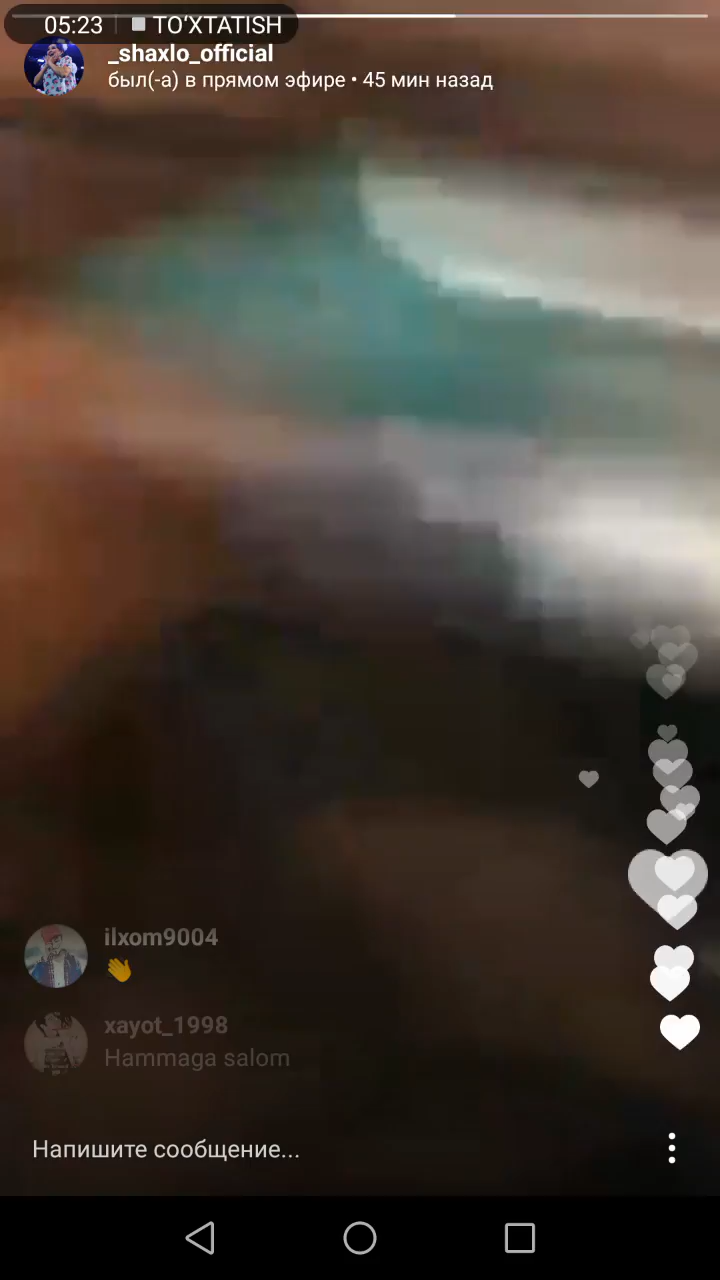 05:23 TO‘XTATISH
_shaxlo_official
был(-а) в прямом эфире • 45 мин назад
ilxom9004
👋
xayot_1998
Hammaga salom
Напишите сообщение...